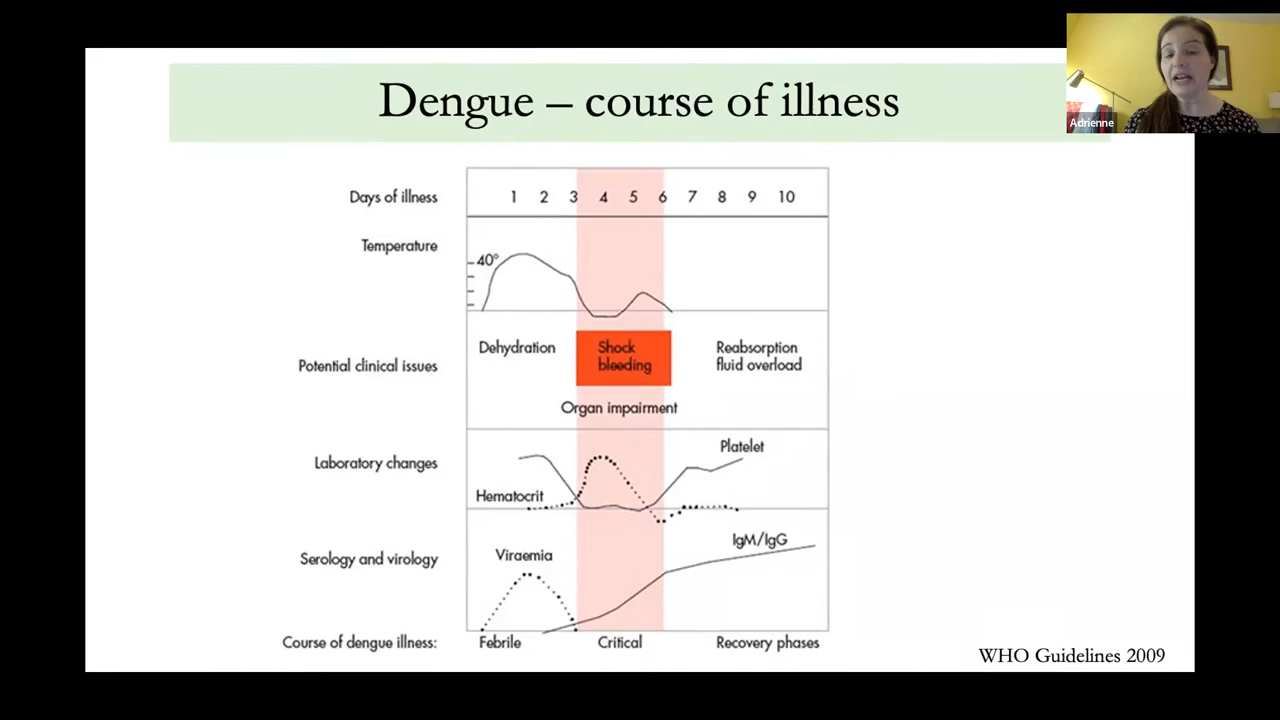 Dengue – course of illness
Adrienne
Days of illness 1 2 3 4 5 6 7 8 9 10
Temperature
40°
Potential clinical issues
Dehydration
Shock
bleeding
Reabsorption
fluid overload
Organ impairment
Laboratory changes
Platelet
Hematocrit
Serology and virology
Viraemia
IgM/IgG
Course of dengue illness: Febrile Critical Recovery phases
WHO Guidelines 2009